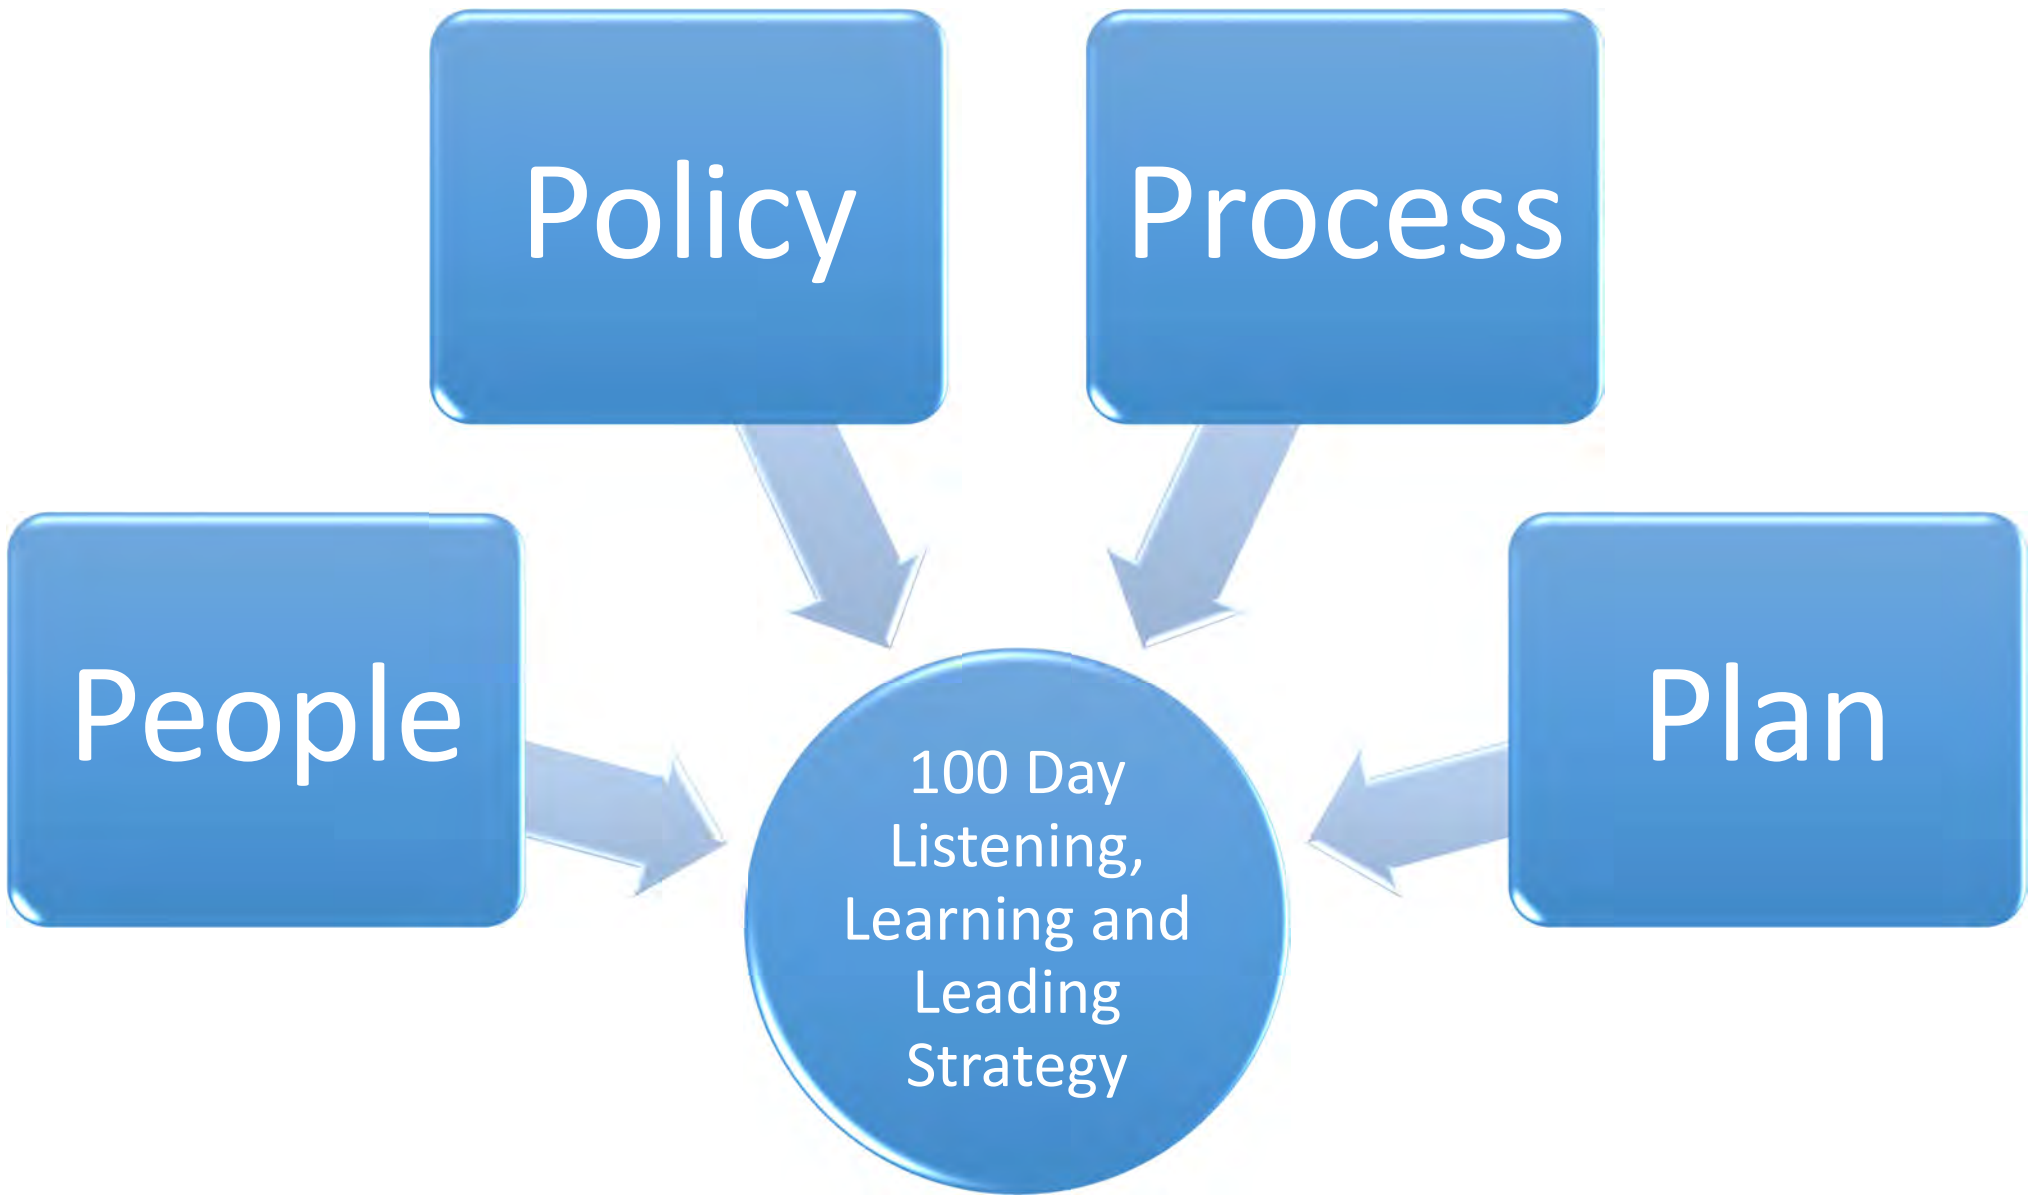 Policy
Process
People
Plan
100 Day
Listening,
Learning and
Leading
Strategy